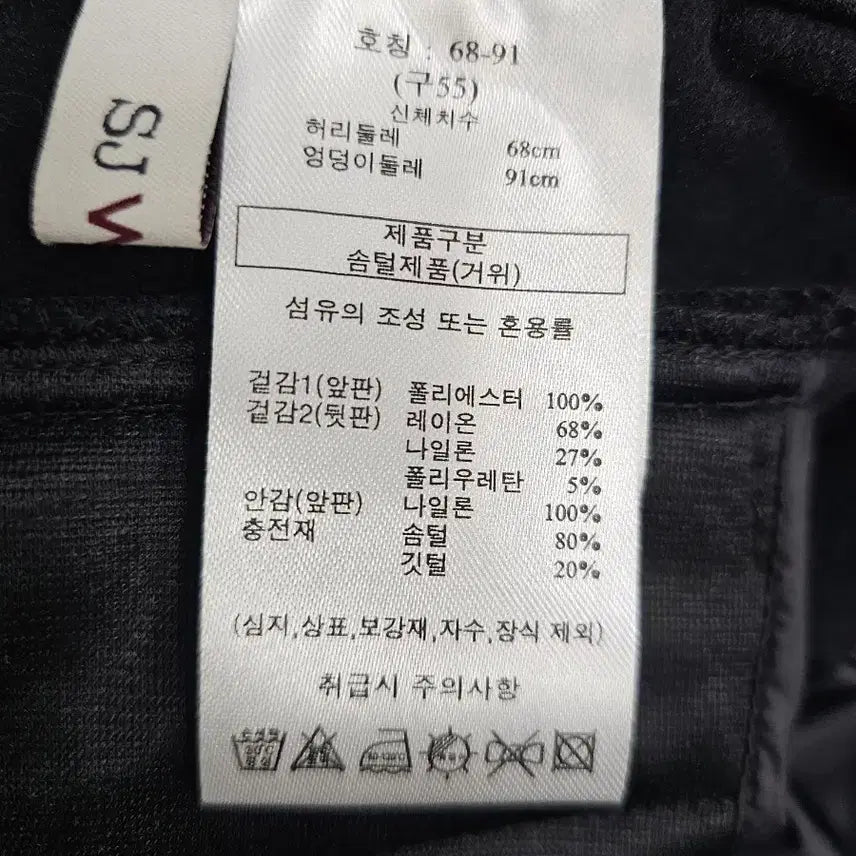 SJ W
호칭 : 68-91
(구55)
신체치수
허리둘레 68cm
엉덩이둘레 91cm
제품구분
솜털제품(거위)
섬유의 조성 또는 혼용률
겉감1(앞판) 폴리에스터 100%
겉감2(뒷판) 레이온 68%
나일론 27%
폴리우레탄 5%
안감(앞판) 나일론 100%
충전재 솜털 80%
깃털 20%
(심지,상표,보강재,자수,장식 제외)
취급시 주의사항